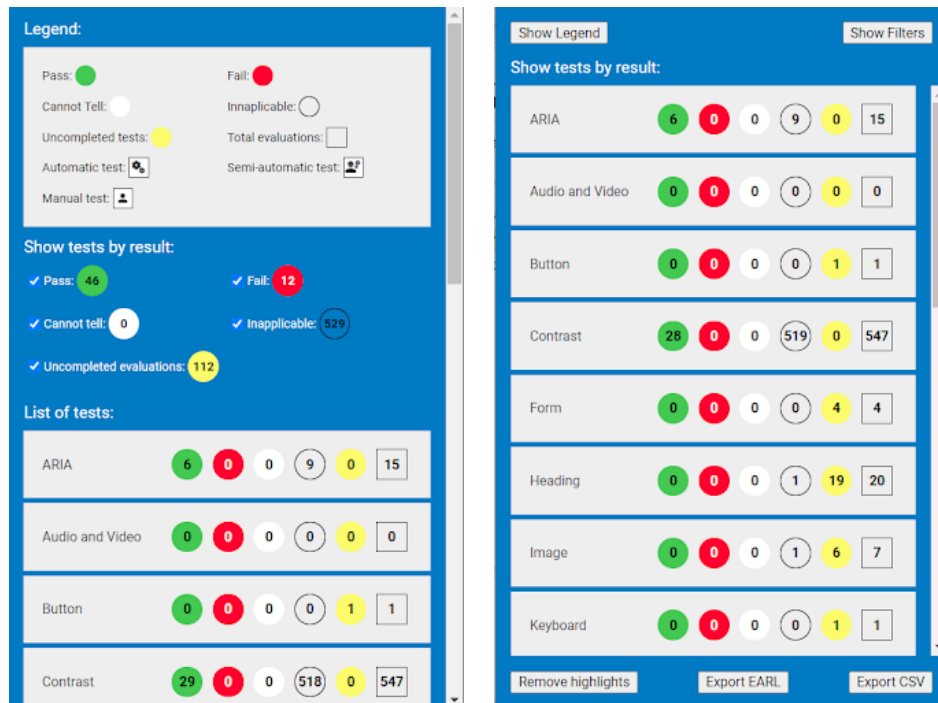 Legend:
Pass:
Fail:
Cannot Tell:
Innaplicable:
Uncompleted tests:
Total evaluations:
Automatic test:
Semi-automatic test:
Manual test:
Show tests by result:
Pass: 46
Fail: 12
Cannot tell: 0
Inapplicable: 529
Uncompleted evaluations: 112
List of tests:
ARIA 6 0 0 9 0 15
Audio and Video 0 0 0 0 0 0
Button 0 0 0 0 1 1
Contrast 29 0 0 518 0 547
Show Legend
Show Filters
Show tests by result:
ARIA 6 0 0 9 0 15
Audio and Video 0 0 0 0 0 0
Button 0 0 0 0 1 1
Contrast 28 0 0 519 0 547
Form 0 0 0 0 4 4
Heading 0 0 0 1 19 20
Image 0 0 0 1 6 7
Keyboard 0 0 0 0 1 1
Remove highlights
Export EARL
Export CSV